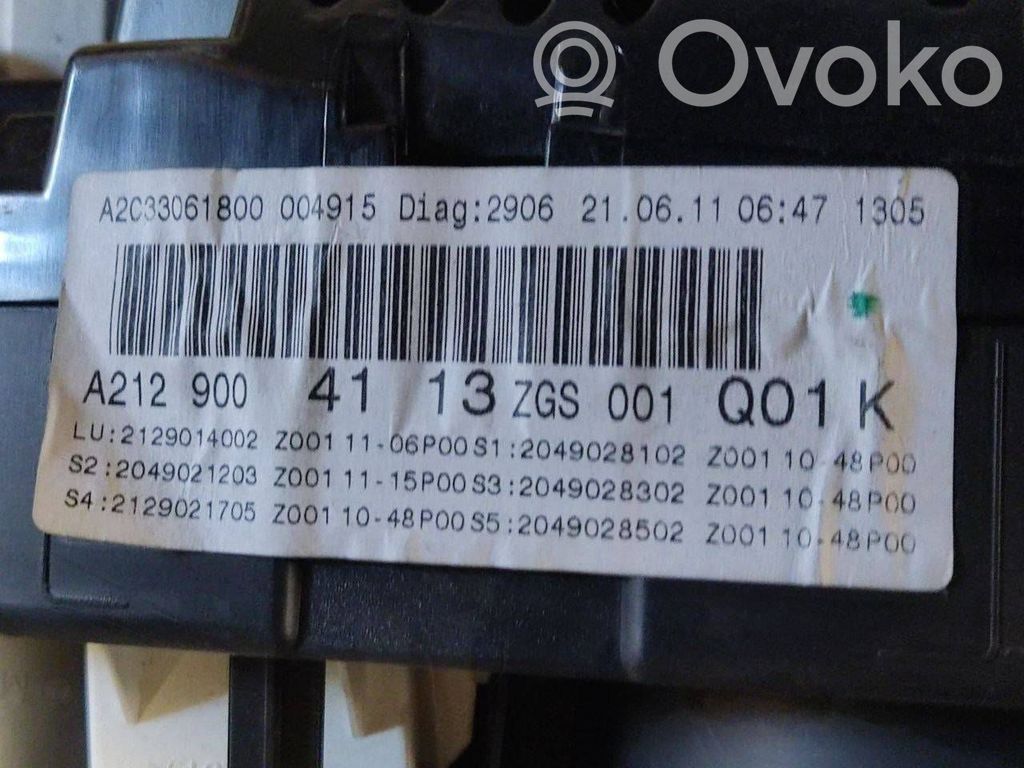 Ovoko
A2C33061800 004915 Diag:2906 21.06.11 06:47 1305
A212 900 41 13 ZGS 001 Q01 K
LU:2129014002 Z001 11-06P00 S1:2049028102 Z001 10-48P00
S2:2049021203 Z001 11-15P00 S3:2049028302 Z001 10-48P00
S4:2129021705 Z001 10-48P00 S5:2049028502 Z001 10-48P00